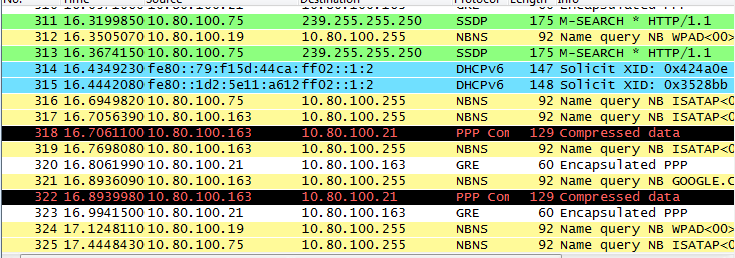 No. Time Source Destination Protocol Length Info
311 16.3199850 10.80.100.75 239.255.255.250 SSDP 175 M-SEARCH * HTTP/1.1
312 16.3505070 10.80.100.19 10.80.100.255 NBNS 92 Name query NB WPAD<00>
313 16.3674150 10.80.100.75 239.255.255.250 SSDP 175 M-SEARCH * HTTP/1.1
314 16.4349230 fe80::79:f15d:44ca: ff02::1:2 DHCPv6 147 Solicit XID: 0x424a0e
315 16.4442080 fe80::1d2:5e11:a612 ff02::1:2 DHCPv6 148 Solicit XID: 0x3528bb
316 16.6949820 10.80.100.75 10.80.100.255 NBNS 92 Name query NB ISATAP<0
317 16.7056390 10.80.100.163 10.80.100.255 NBNS 92 Name query NB ISATAP<0
318 16.7061100 10.80.100.163 10.80.100.21 PPP Com 129 Compressed data
319 16.7698080 10.80.100.163 10.80.100.255 NBNS 92 Name query NB ISATAP<0
320 16.8061990 10.80.100.21 10.80.100.163 GRE 60 Encapsulated PPP
321 16.8936090 10.80.100.163 10.80.100.255 NBNS 92 Name query NB GOOGLE.C
322 16.8939980 10.80.100.163 10.80.100.21 PPP Com 129 Compressed data
323 16.9941500 10.80.100.21 10.80.100.163 GRE 60 Encapsulated PPP
324 17.1248110 10.80.100.19 10.80.100.255 NBNS 92 Name query NB WPAD<00>
325 17.4448430 10.80.100.75 10.80.100.255 NBNS 92 Name query NB ISATAP<0